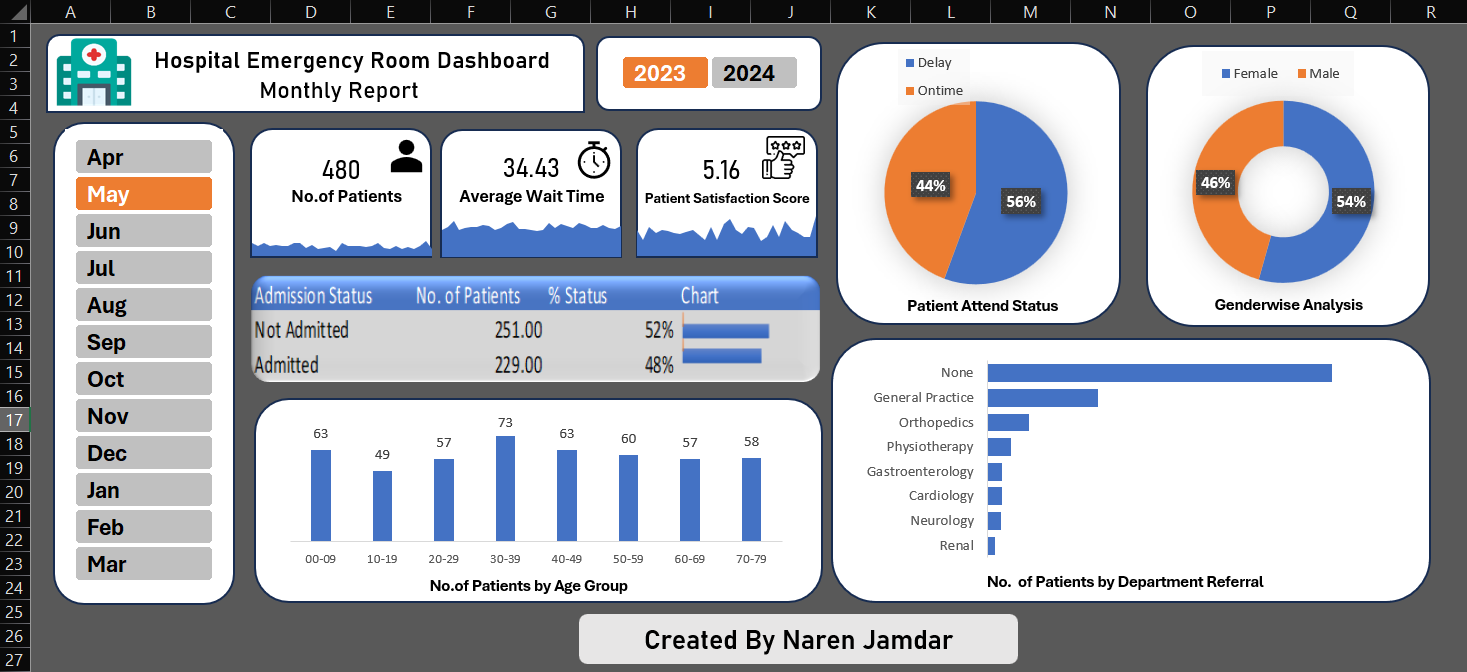 A B C D E F G H I J K L M N O P Q R
1
2
3
4
5
6
7
8
9
10
11
12
13
14
15
16
17
18
19
20
21
22
23
24
25
26
27
Hospital Emergency Room Dashboard
Monthly Report
2023 2024
Apr
May
Jun
Jul
Aug
Sep
Oct
Nov
Dec
Jan
Feb
Mar
480
No.of Patients
34.43
Average Wait Time
5.16
Patient Satisfaction Score
Admission Status No. of Patients % Status Chart
Not Admitted 251.00 52%
Admitted 229.00 48%
63 49 57 73 63 60 57 58
00-09 10-19 20-29 30-39 40-49 50-59 60-69 70-79
No.of Patients by Age Group
Delay
Ontime
44% 56%
Patient Attend Status
Female Male
46% 54%
Genderwise Analysis
None
General Practice
Orthopedics
Physiotherapy
Gastroenterology
Cardiology
Neurology
Renal
No. of Patients by Department Referral
Created By Naren Jamdar